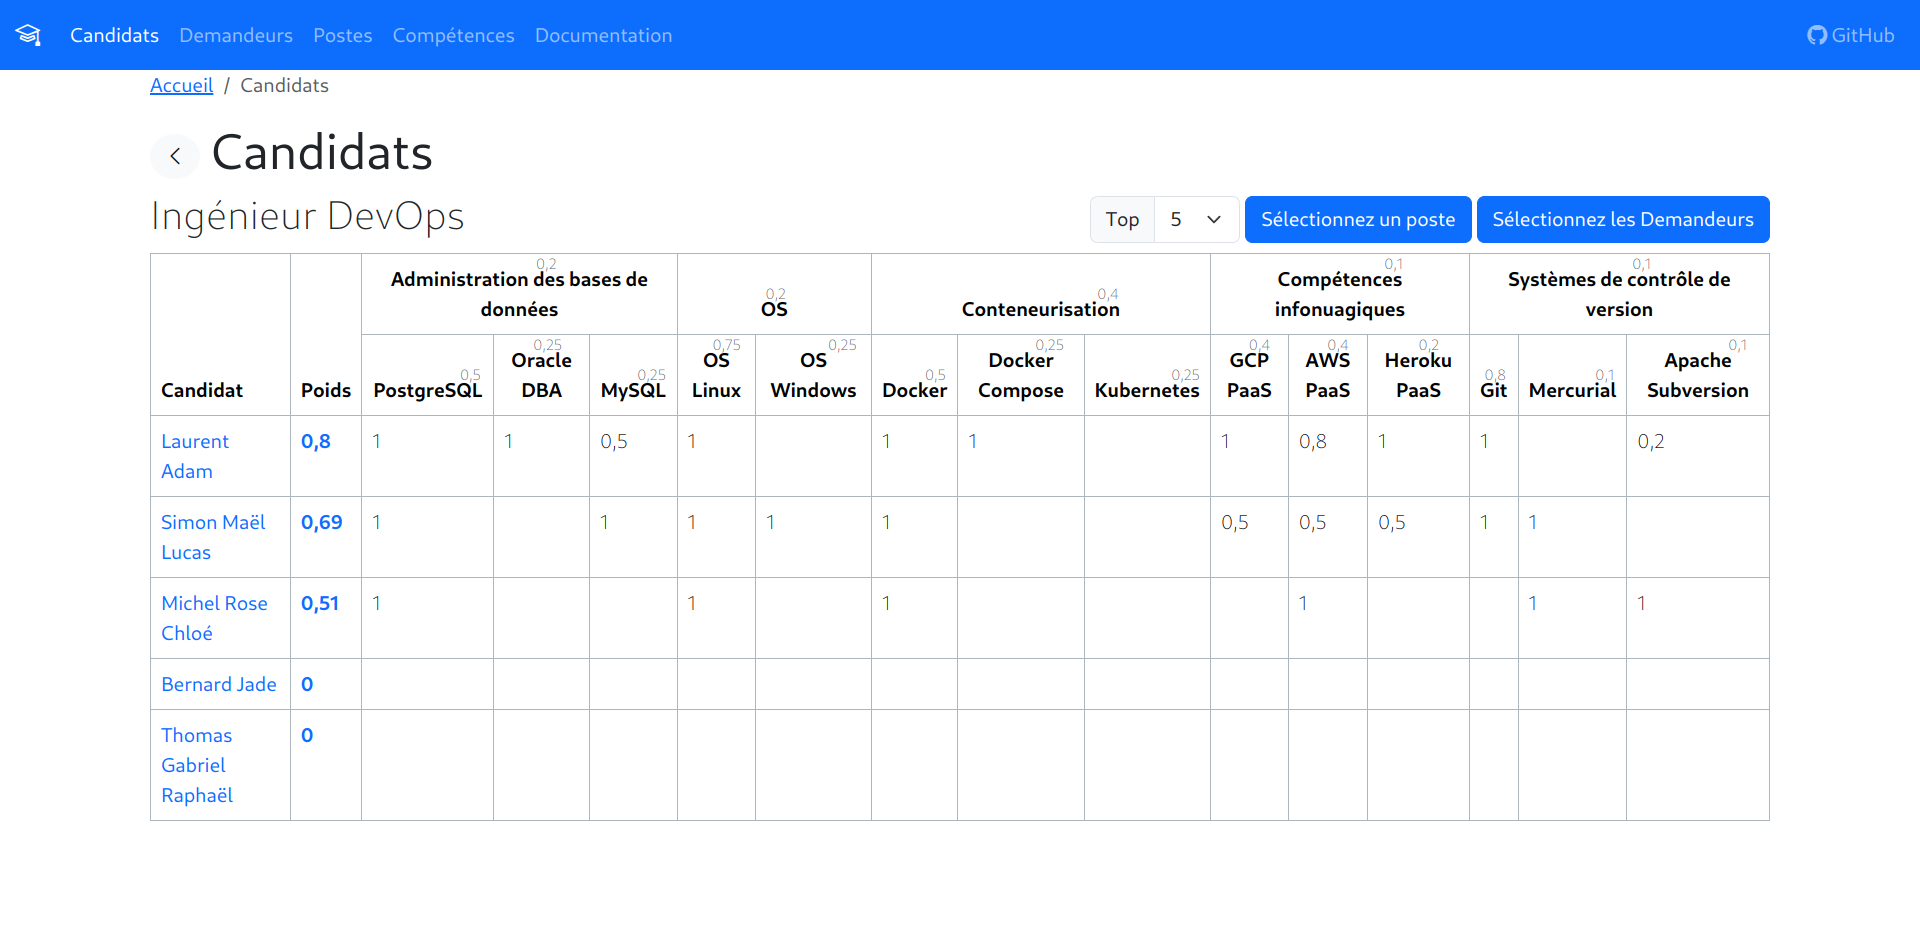 Candidats Demandeurs Postes Compétences Documentation GitHub
Accueil / Candidats
Candidats
Ingénieur DevOps
Top 5 Sélectionnez un poste Sélectionnez les Demandeurs
Candidat Poids
0,2
Administration des bases de
données
0,2
OS
0,4
Conteneurisation
0,1
Compétences
infonuagiques
0,1
Systèmes de contrôle de
version
0,5
PostgreSQL
0,25
Oracle
DBA
0,25
MySQL
0,75
OS
Linux
0,25
OS
Windows
0,5
Docker
0,25
Docker
Compose
0,25
Kubernetes
0,4
GCP
PaaS
0,4
AWS
PaaS
0,2
Heroku
PaaS
0,8
Git
0,1
Mercurial
0,1
Apache
Subversion
Laurent 0,8 1 1 0,5 1 1 1 1 0,8 1 1 0,2
Adam
Simon Maël 0,69 1 1 1 1 1 0,5 0,5 0,5 1 1
Lucas
Michel Rose 0,51 1 1 1 1 1 1
Chloé
Bernard Jade 0
Thomas 0
Gabriel
Raphaël